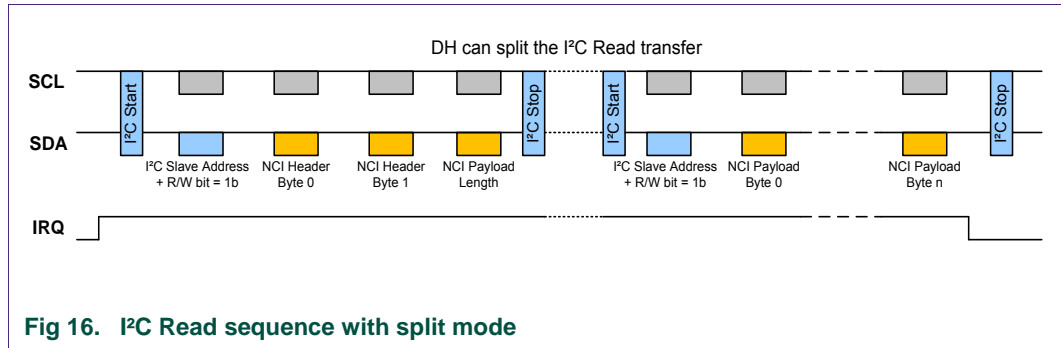 DH can split the I²C Read transfer
SCL
I²C Start
I²C Stop
I²C Start
I²C Stop
SDA
I²C Slave Address
+ R/W bit = 1b
NCI Header
Byte 0
NCI Header
Byte 1
NCI Payload
Length
I²C Slave Address
+ R/W bit = 1b
NCI Payload
Byte 0
NCI Payload
Byte n
IRQ
Fig 16. I²C Read sequence with split mode